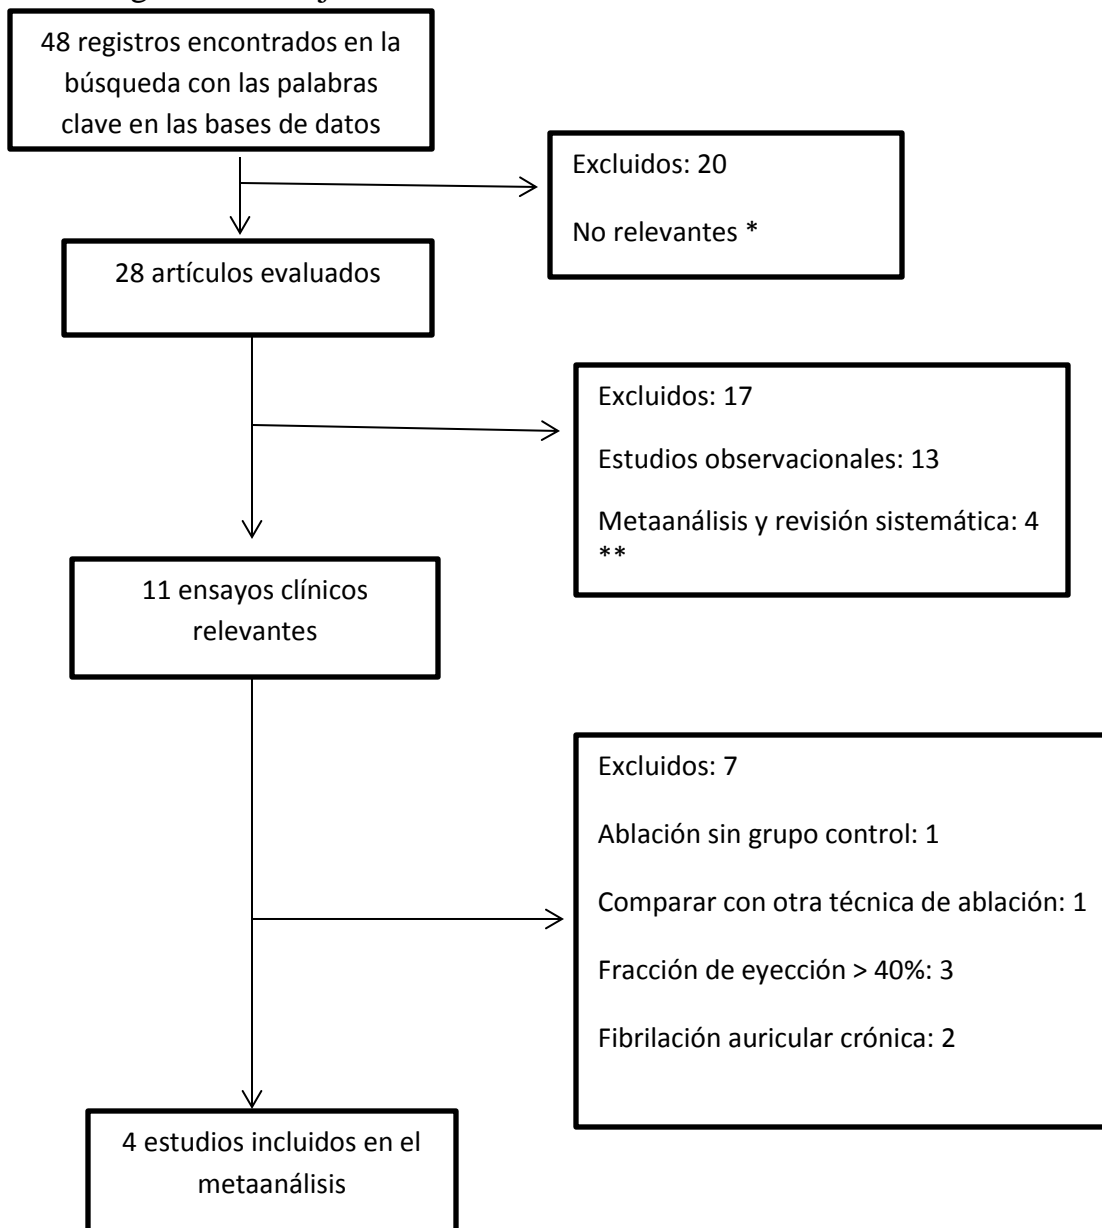 48 registros encontrados en la
búsqueda con las palabras
clave en las bases de datos
Excluidos: 20
No relevantes *
28 artículos evaluados
Excluidos: 17
Estudios observacionales: 13
Metaanálisis y revisión sistemática: 4
**
11 ensayos clínicos
relevantes
Excluidos: 7
Ablación sin grupo control: 1
Comparar con otra técnica de ablación: 1
Fracción de eyección > 40%: 3
Fibrilación auricular crónica: 2
4 estudios incluidos en el
metaanálisis